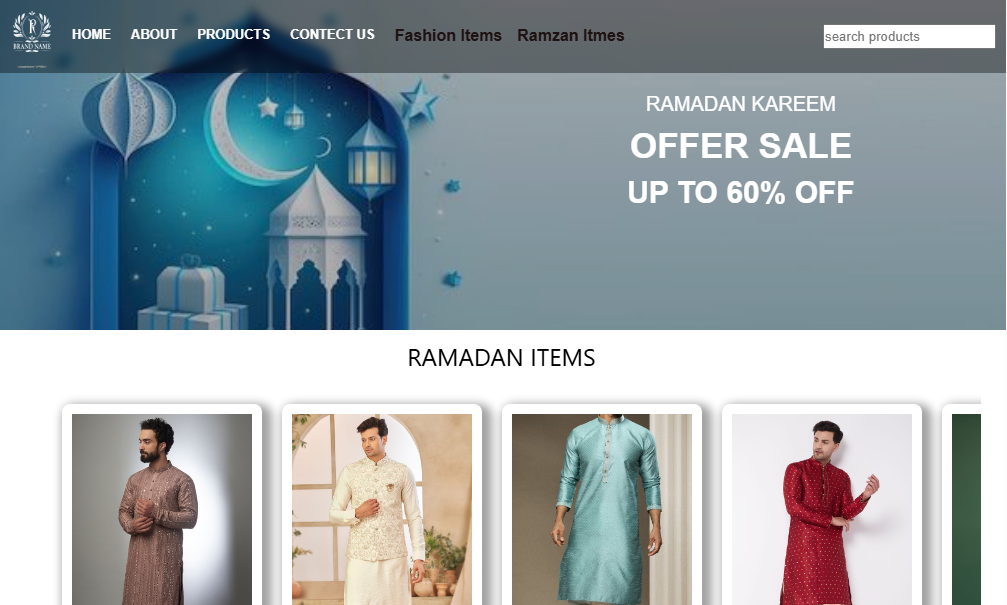 BRAND NAME
HOME ABOUT PRODUCTS CONTECT US Fashion Items Ramzan Itmes
search products
RAMADAN KAREEM
OFFER SALE
UP TO 60% OFF
RAMADAN ITEMS